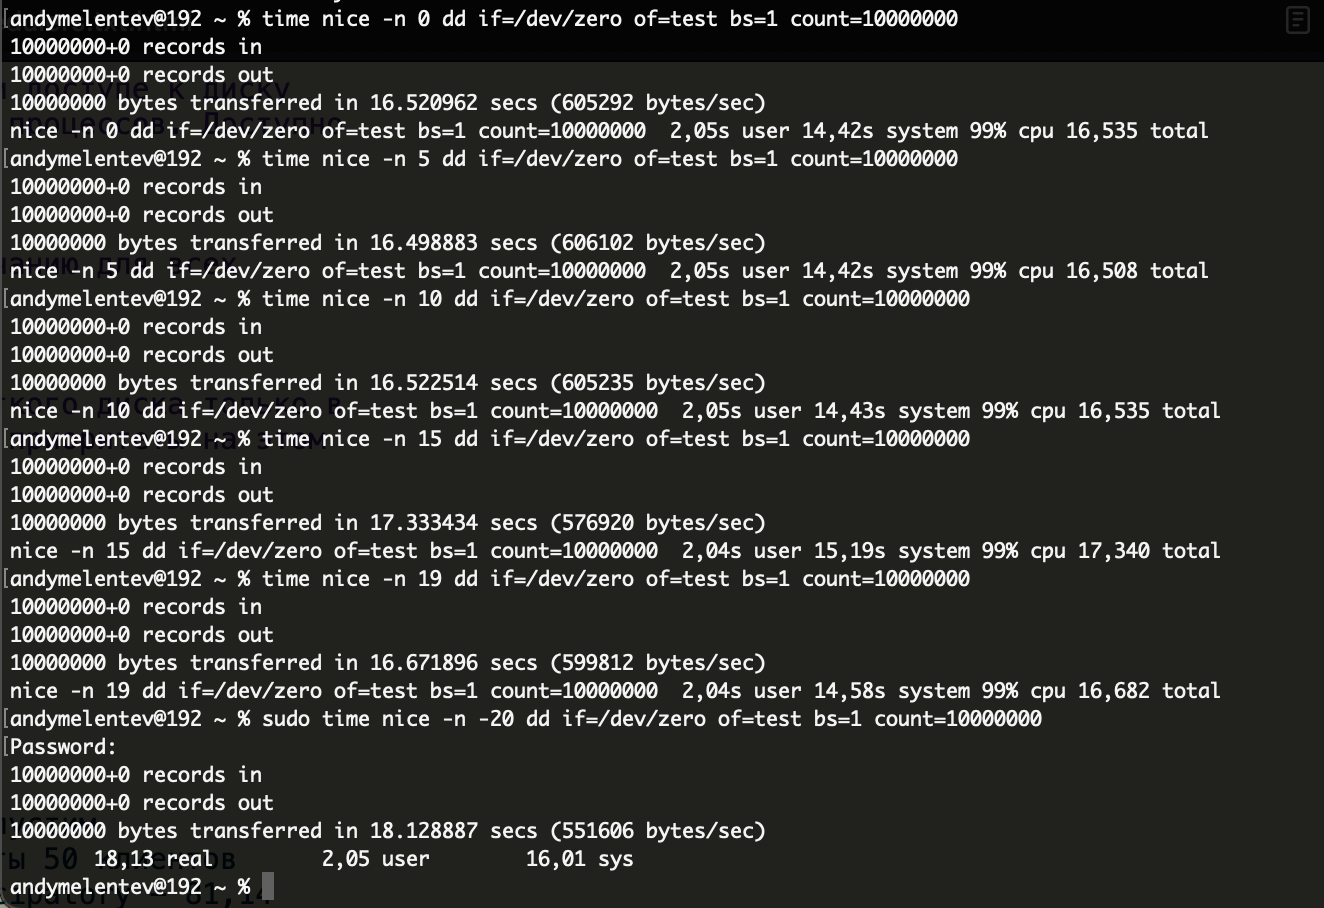 [andymelentev@192 ~ % time nice -n 0 dd if=/dev/zero of=test bs=1 count=10000000
10000000+0 records in
10000000+0 records out
10000000 bytes transferred in 16.520962 secs (605292 bytes/sec)
nice -n 0 dd if=/dev/zero of=test bs=1 count=10000000  2,05s user 14,42s system 99% cpu 16,535 total
[andymelentev@192 ~ % time nice -n 5 dd if=/dev/zero of=test bs=1 count=10000000
10000000+0 records in
10000000+0 records out
10000000 bytes transferred in 16.498883 secs (606102 bytes/sec)
nice -n 5 dd if=/dev/zero of=test bs=1 count=10000000  2,05s user 14,42s system 99% cpu 16,508 total
[andymelentev@192 ~ % time nice -n 10 dd if=/dev/zero of=test bs=1 count=10000000
10000000+0 records in
10000000+0 records out
10000000 bytes transferred in 16.522514 secs (605235 bytes/sec)
nice -n 10 dd if=/dev/zero of=test bs=1 count=10000000  2,05s user 14,43s system 99% cpu 16,535 total
[andymelentev@192 ~ % time nice -n 15 dd if=/dev/zero of=test bs=1 count=10000000
10000000+0 records in
10000000+0 records out
10000000 bytes transferred in 17.333434 secs (576920 bytes/sec)
nice -n 15 dd if=/dev/zero of=test bs=1 count=10000000  2,04s user 15,19s system 99% cpu 17,340 total
[andymelentev@192 ~ % time nice -n 19 dd if=/dev/zero of=test bs=1 count=10000000
10000000+0 records in
10000000+0 records out
10000000 bytes transferred in 16.671896 secs (599812 bytes/sec)
nice -n 19 dd if=/dev/zero of=test bs=1 count=10000000  2,04s user 14,58s system 99% cpu 16,682 total
[andymelentev@192 ~ % sudo time nice -n -20 dd if=/dev/zero of=test bs=1 count=10000000
[Password:
10000000+0 records in
10000000+0 records out
10000000 bytes transferred in 18.128887 secs (551606 bytes/sec)
18,13 real 2,05 user 16,01 sys
andymelentev@192 ~ %